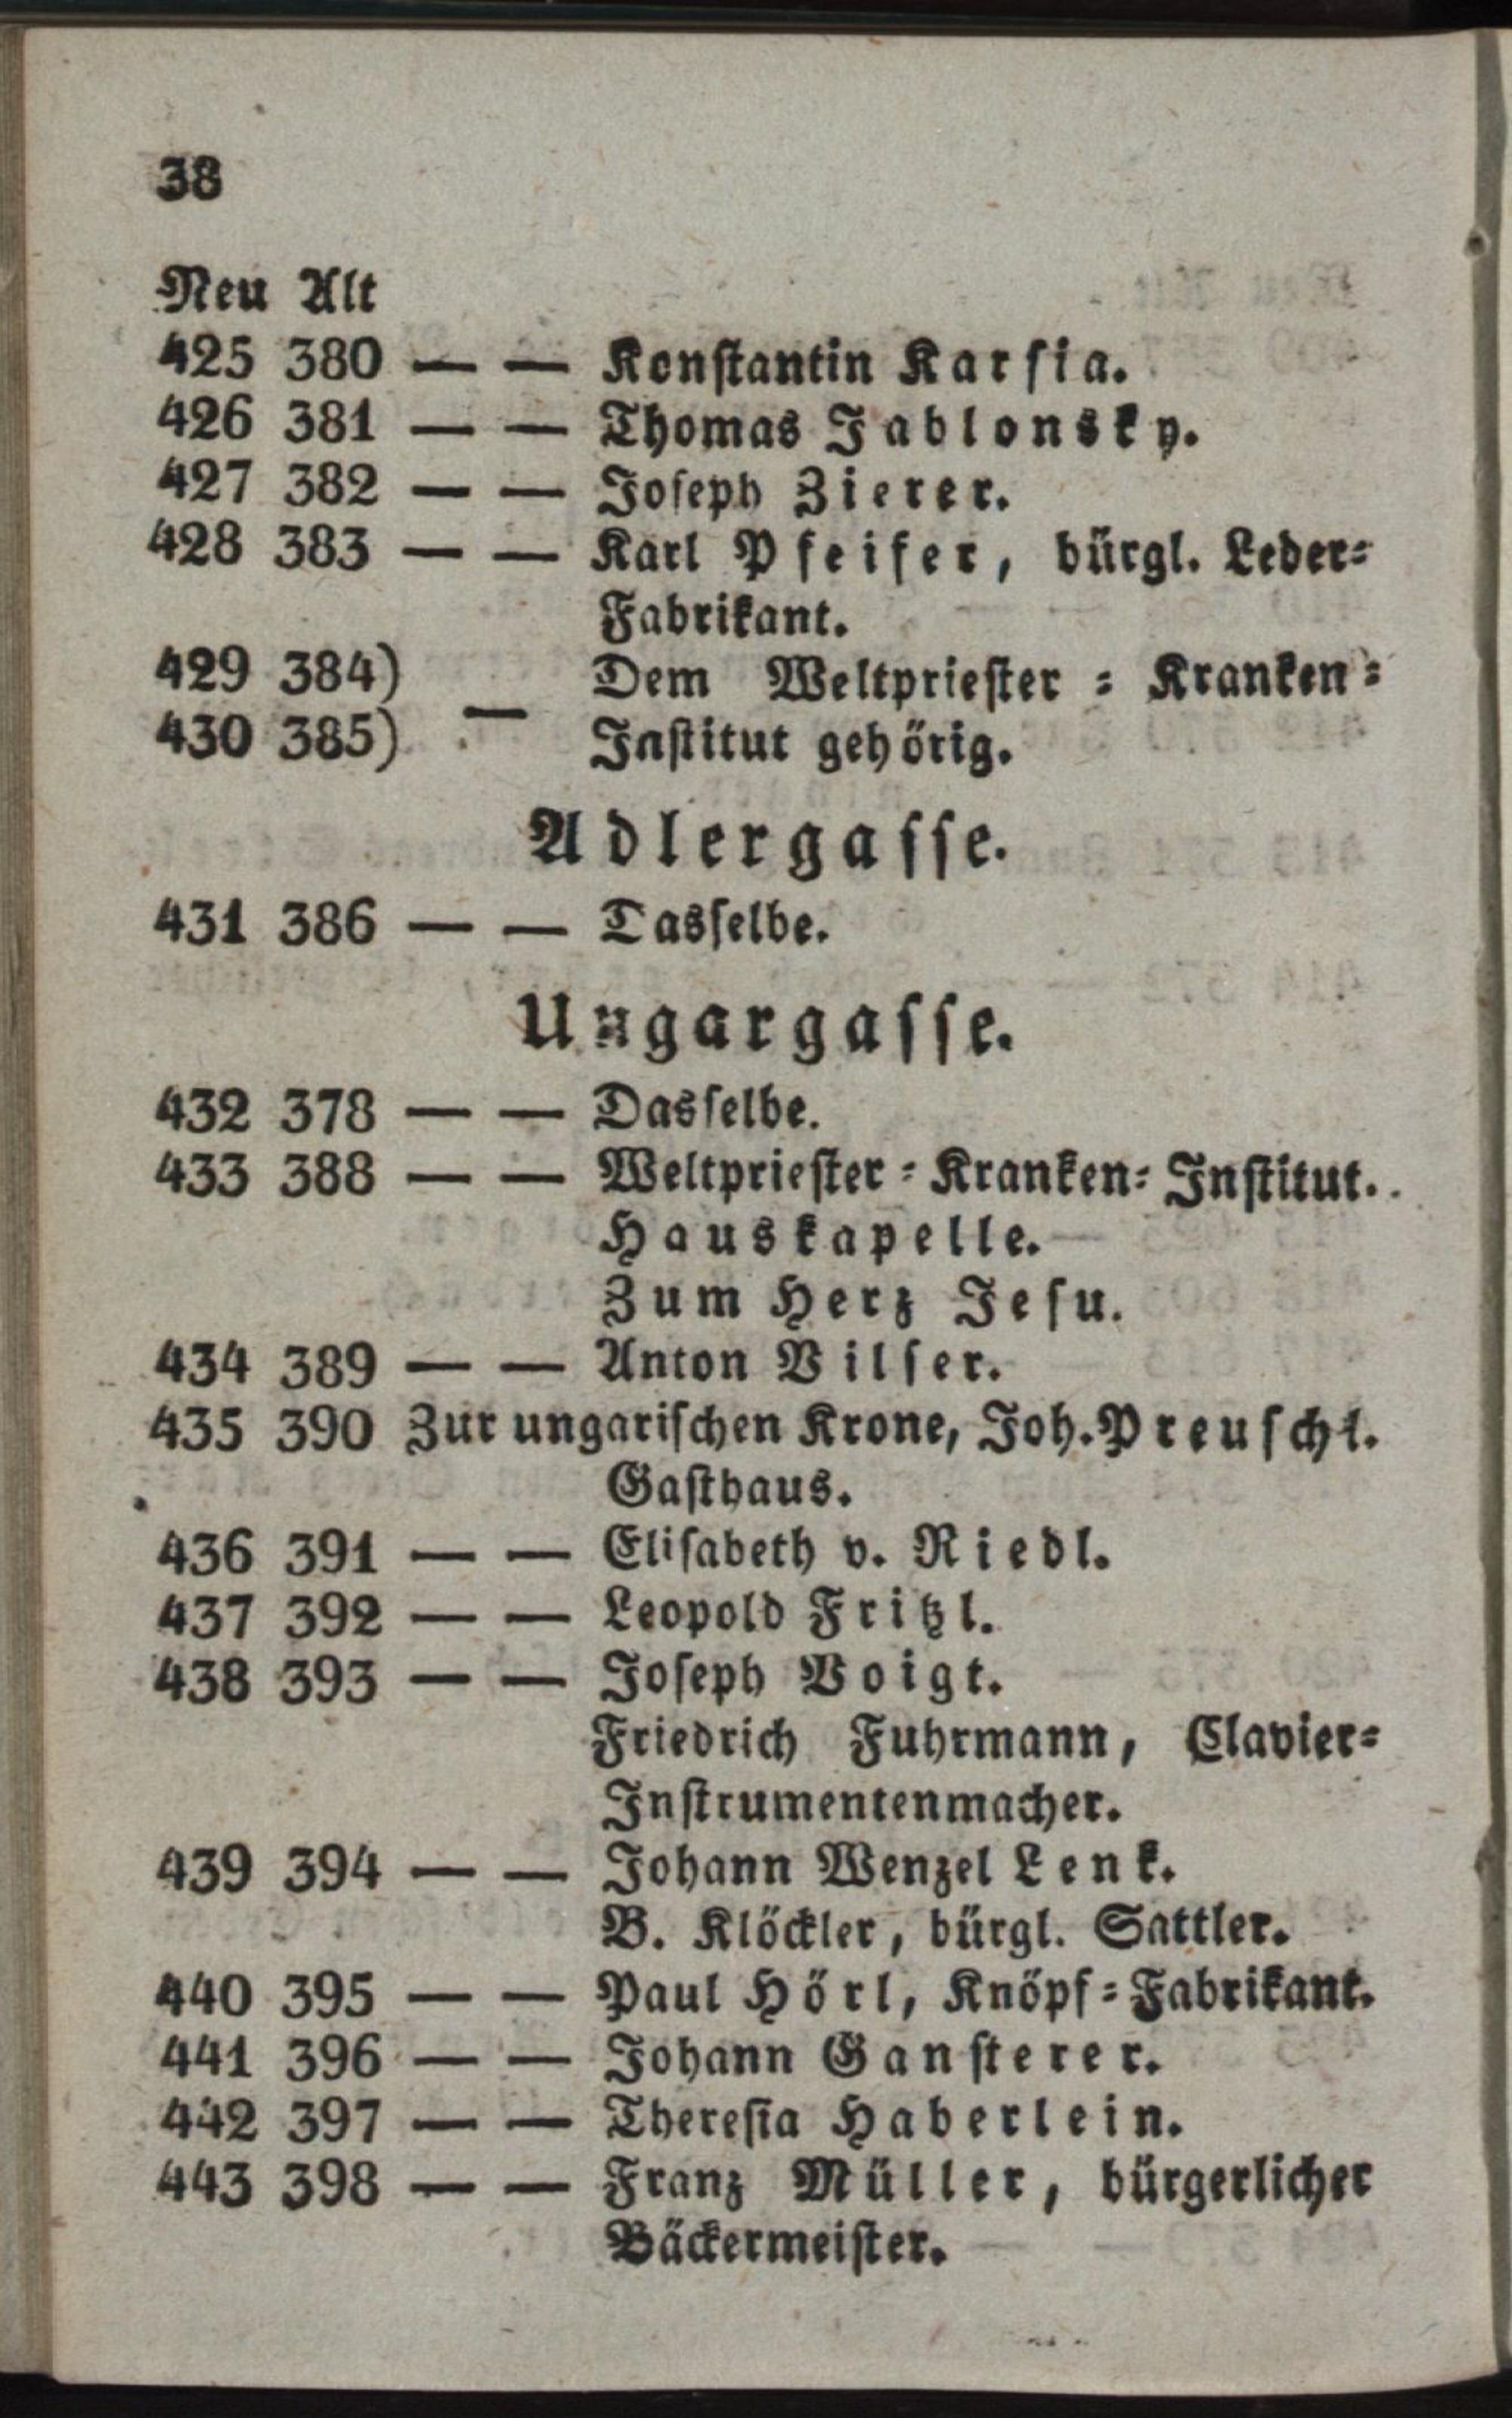 38
Neu Alt
425 380 — — Konstantin Karsia.
426 381 — — Thomas Jablonsky.
427 382 — — Joseph Zierer.
428 383 — — Karl Pfeifer, bürgl. Leder-
Fabrikant.
429 384) Dem Weltpriester-Kranken-
430 385) — Institut gehörig.
Adlergasse.
431 386 — — Dasselbe.
Ungargasse.
432 378 — — Dasselbe.
433 388 — — Weltpriester-Kranken-Institut.
Hauskapelle.
Zum Herz Jesu.
434 389 — — Anton Vilser.
435 390 Zur ungarischen Krone, Joh. Preuschl.
Gasthaus.
436 391 — — Elisabeth v. Riedl.
437 392 — — Leopold Fritzl.
438 393 — — Joseph Voigt.
Friedrich Fuhrmann, Clavier-
Instrumentenmacher.
439 394 — — Johann Wenzel Lenk.
B. Klöckler, bürgl. Sattler.
440 395 — — Paul Hörl, Knöpf-Fabrikant.
441 396 — — Johann Gansterer.
442 397 — — Theresia Haberlein.
443 398 — — Franz Müller, bürgerlicher
Bäckermeister.